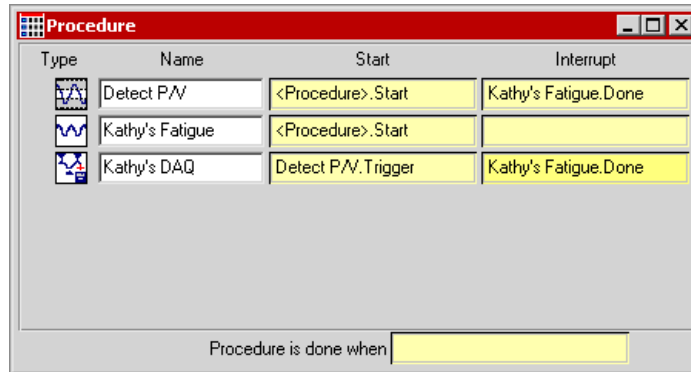 Procedure
Type Name Start Interrupt
Detect P/V <Procedure>.Start Kathy's Fatigue.Done
Kathy's Fatigue <Procedure>.Start
Kathy's DAQ Detect P/V.Trigger Kathy's Fatigue.Done
Procedure is done when